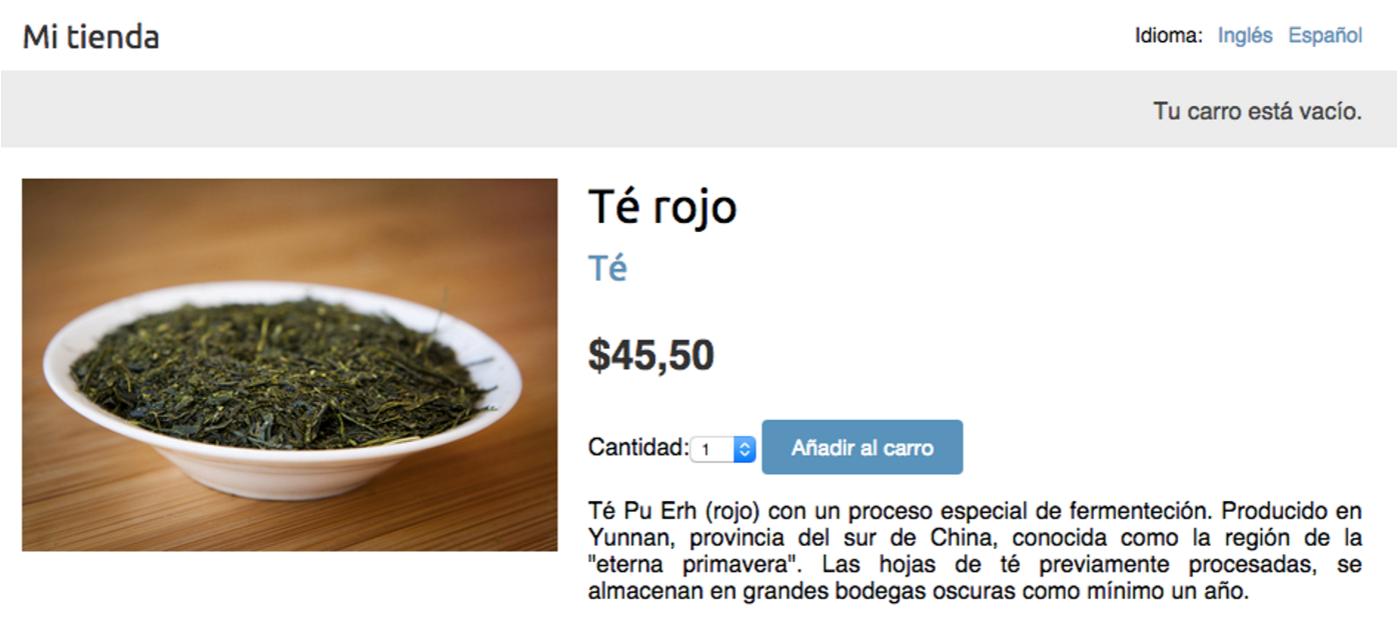 Mi tienda
Idioma: Inglés Español
Tu carro está vacío.
Té rojo
Té
$45,50
Cantidad: 1 Añadir al carro
Té Pu Erh (rojo) con un proceso especial de fermenteción. Producido en
Yunnan, provincia del sur de China, conocida como la región de la
"eterna primavera". Las hojas de té previamente procesadas, se
almacenan en grandes bodegas oscuras como mínimo un año.